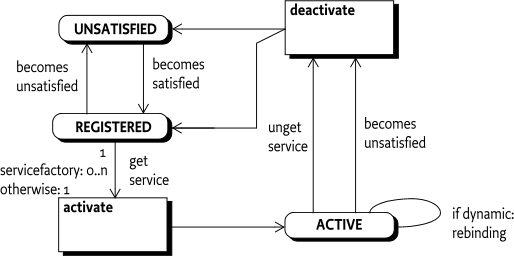 deactivate
UNSATISFIED
becomes
unsatisfied
becomes
satisfied
REGISTERED
1
servicefactory: 0..n
otherwise: 1
get
service
unget
service
becomes
unsatisfied
activate
ACTIVE
if dynamic:
rebinding